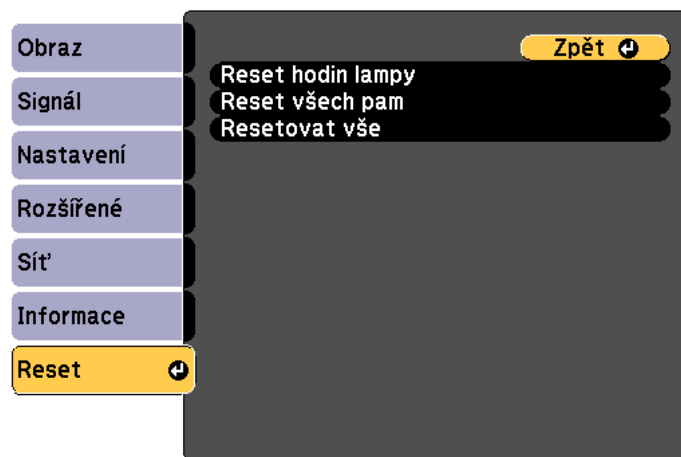 Obraz
Signál
Nastavení
Rozšířené
Síť
Informace
Reset
Zpět
Reset hodin lampy
Reset všech pam
Resetovat vše